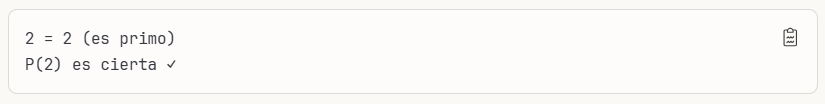 2 = 2 (es primo)
P(2) es cierta ✓